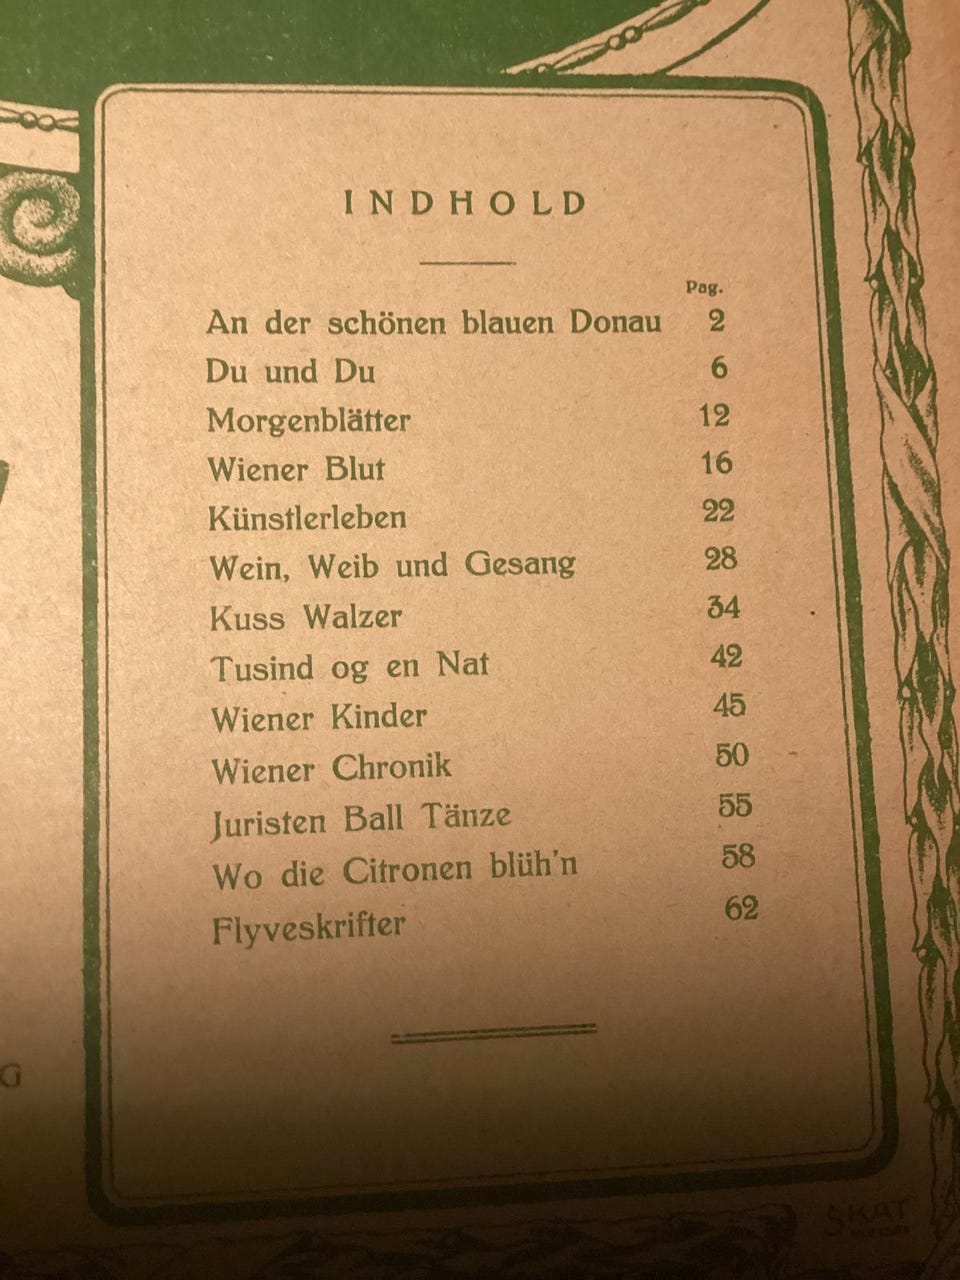 INDHOLD
Pag.
An der schönen blauen Donau 2
Du und Du 6
Morgenblätter 12
Wiener Blut 16
Künstlerleben 22
Wein, Weib und Gesang 28
Kuss Walzer 34
Tusind og en Nat 42
Wiener Kinder 45
Wiener Chronik 50
Juristen Ball Tänze 55
Wo die Citronen blüh'n 58
Flyveskrifter 62
G
SKAT